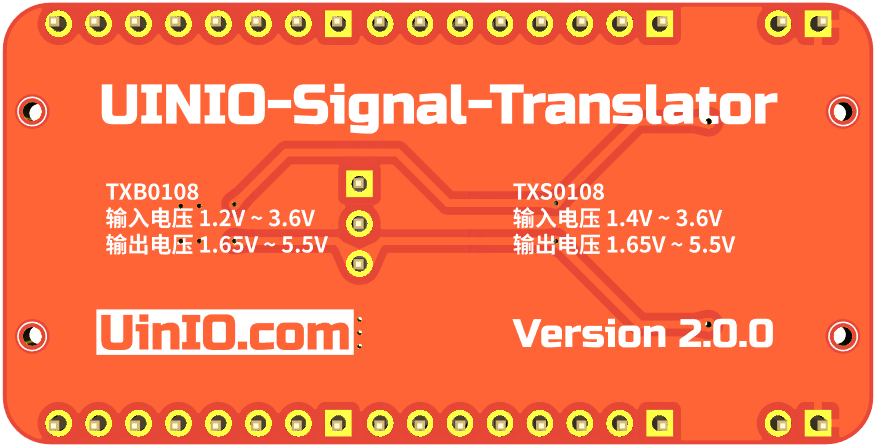 UINIO-Signal-Translator
TXB0108
输入电压 1.2V ~ 3.6V
输出电压 1.65V ~ 5.5V
TXS0108
输入电压 1.4V ~ 3.6V
输出电压 1.65V ~ 5.5V
UinIO.com
Version 2.0.0